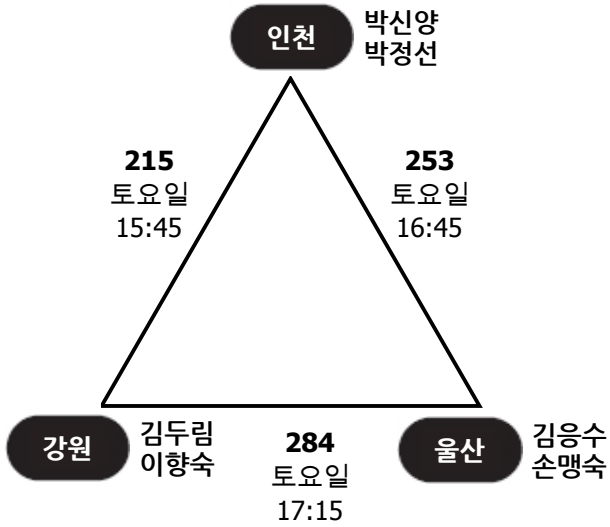 인천
박신양
박정선
215
토요일
15:45
253
토요일
16:45
강원
김두림
이향숙
284
토요일
17:15
울산
김응수
손맹숙